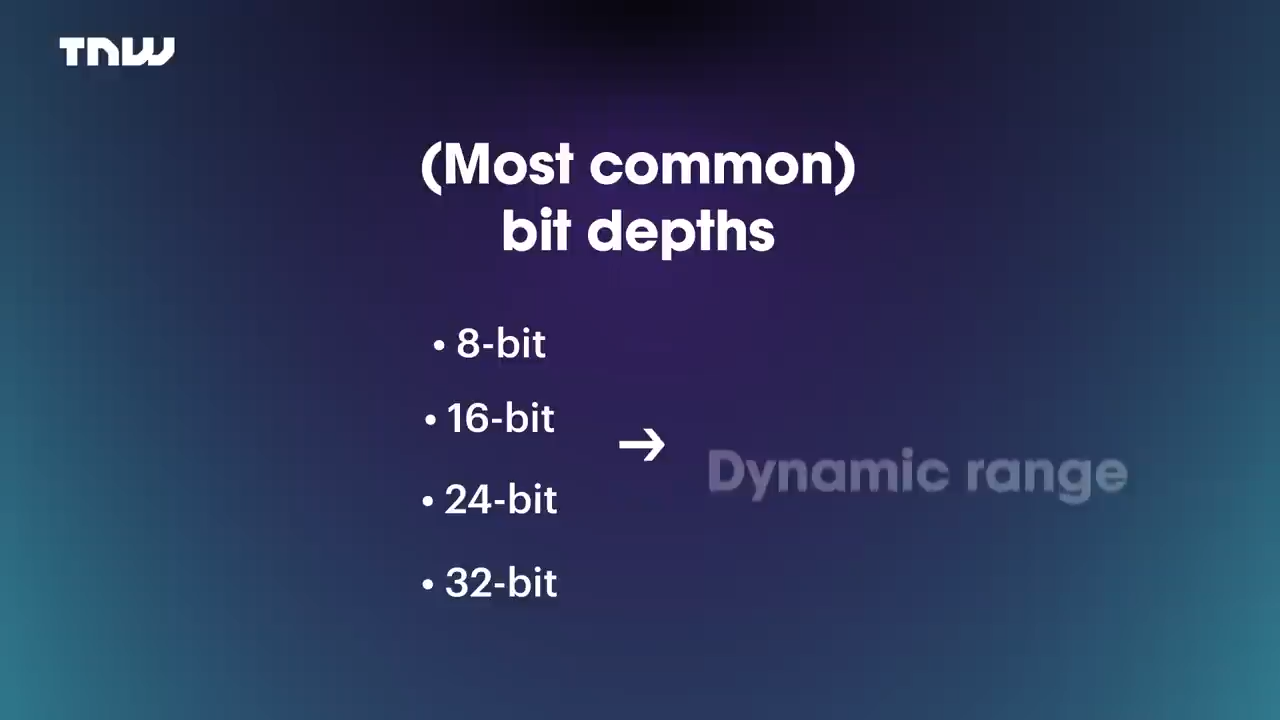 TNW
(Most common)
bit depths
• 8-bit
• 16-bit
• 24-bit
• 32-bit
→
Dynamic range